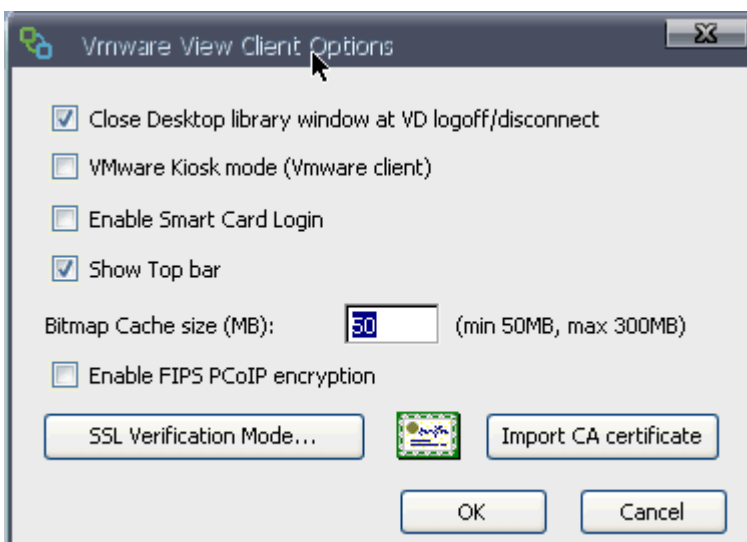 Vmware View Client Options
Close Desktop library window at VD logoff/disconnect
VMware Kiosk mode (Vmware client)
Enable Smart Card Login
Show Top bar
Bitmap Cache size (MB): 50 (min 50MB, max 300MB)
Enable FIPS PCoIP encryption
SSL Verification Mode... Import CA certificate
OK Cancel